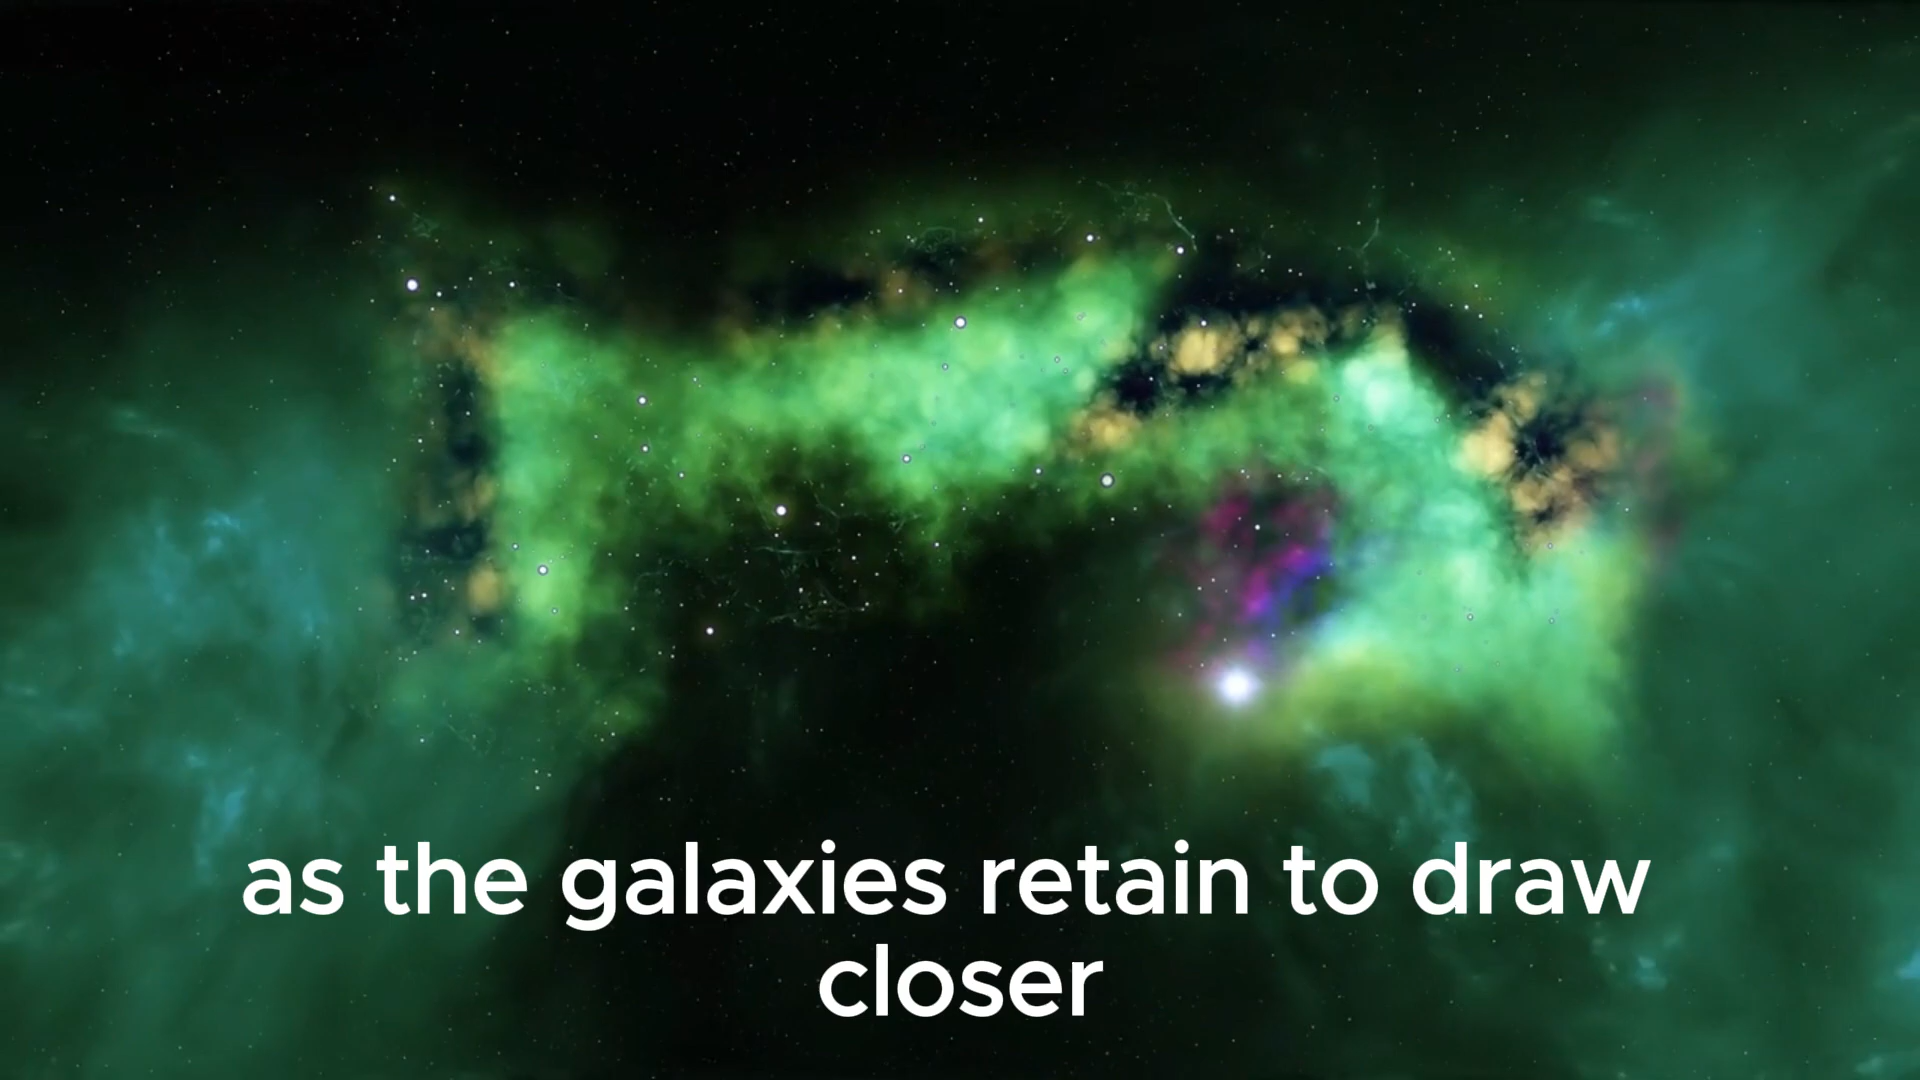 as the galaxies retain to draw
closer